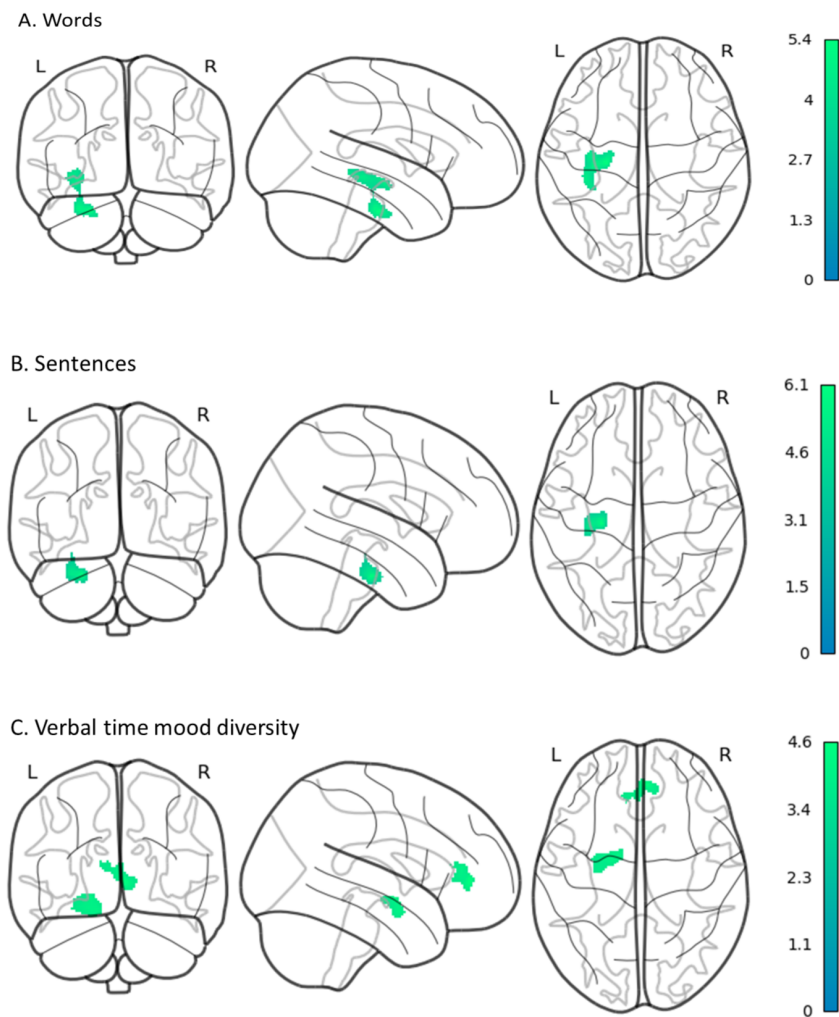 A. Words
L R L R
5.4
4
2.7
1.3
0
B. Sentences
L R L R
6.1
4.6
3.1
1.5
0
C. Verbal time mood diversity
L R L R
4.6
3.4
2.3
1.1
0